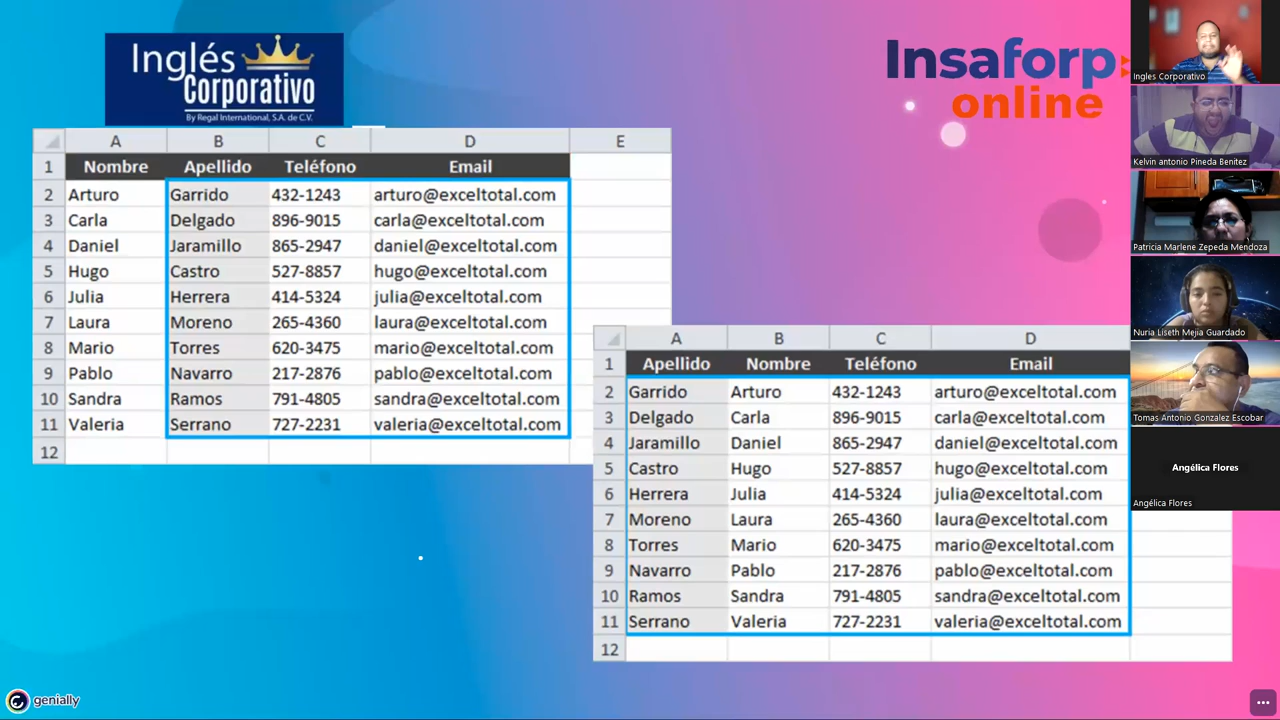 Inglés
Corporativo
By Regal International, S.A. de C.V.
Insaforp
online
A B C D E
1 Nombre Apellido Teléfono Email
2 Arturo Garrido 432-1243 arturo@exceltotal.com
3 Carla Delgado 896-9015 carla@exceltotal.com
4 Daniel Jaramillo 865-2947 daniel@exceltotal.com
5 Hugo Castro 527-8857 hugo@exceltotal.com
6 Julia Herrera 414-5324 julia@exceltotal.com
7 Laura Moreno 265-4360 laura@exceltotal.com
8 Mario Torres 620-3475 mario@exceltotal.com
9 Pablo Navarro 217-2876 pablo@exceltotal.com
10 Sandra Ramos 791-4805 sandra@exceltotal.com
11 Valeria Serrano 727-2231 valeria@exceltotal.com
12
A B C D
1 Apellido Nombre Teléfono Email
2 Garrido Arturo 432-1243 arturo@exceltotal.com
3 Delgado Carla 896-9015 carla@exceltotal.com
4 Jaramillo Daniel 865-2947 daniel@exceltotal.com
5 Castro Hugo 527-8857 hugo@exceltotal.com
6 Herrera Julia 414-5324 julia@exceltotal.com
7 Moreno Laura 265-4360 laura@exceltotal.com
8 Torres Mario 620-3475 mario@exceltotal.com
9 Navarro Pablo 217-2876 pablo@exceltotal.com
10 Ramos Sandra 791-4805 sandra@exceltotal.com
11 Serrano Valeria 727-2231 valeria@exceltotal.com
12
genially
Ingles Corporativo
Kelvin antonio Pineda Benitez
Patricia Marlene Zepeda Mendoza
Nuria Liseth Mejia Guardado
Tomas Antonio Gonzalez Escobar
Angélica Flores
Angélica Flores